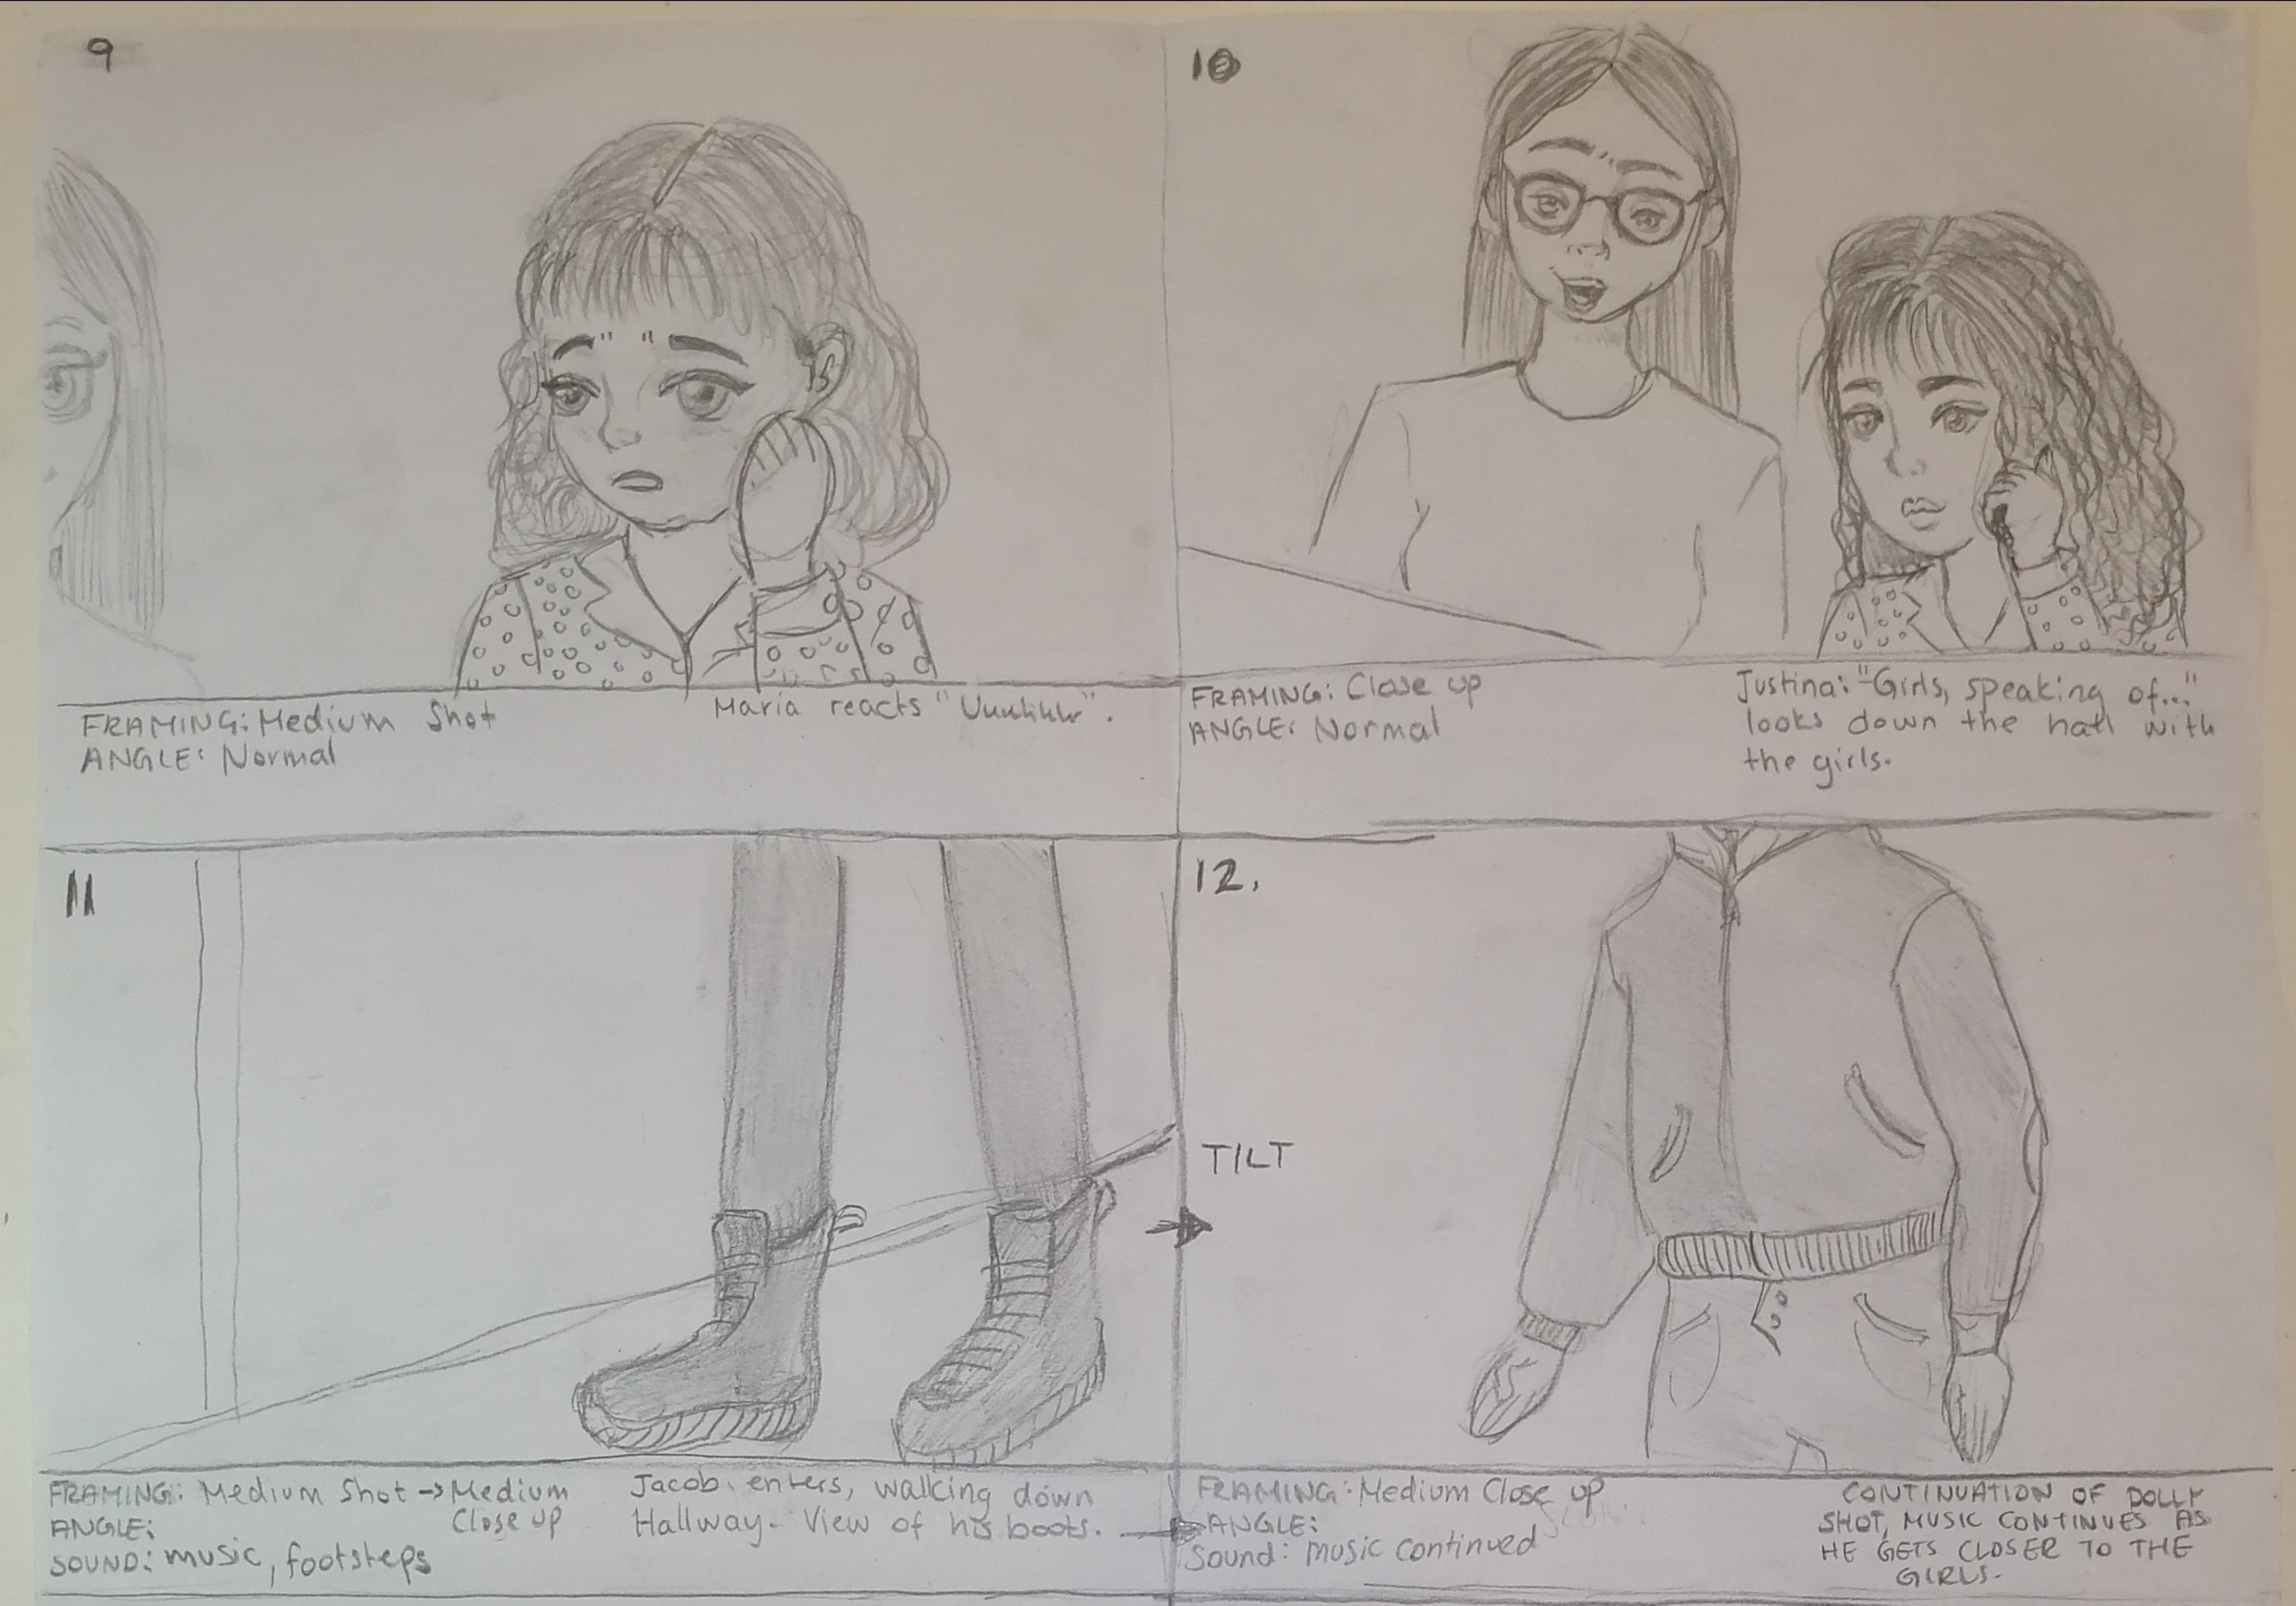 9
FRAMING: Medium Shot
ANGLE: Normal
Maria reacts "Uuuhhhh".
10
FRAMING: Close up
ANGLE: Normal
Justina: "Girls, speaking of..."
looks down the hall with
the girls.
11
FRAMING: Medium Shot -> Medium
Close up
ANGLE:
SOUND: music, footsteps
Jacob enters, walking down
Hallway - View of his boots.
12.
TILT
FRAMING: Medium Close up
ANGLE:
Sound: Music continued
CONTINUATION OF DOLLY
SHOT, MUSIC CONTINUES AS
HE GETS CLOSER TO THE
GIRLS.